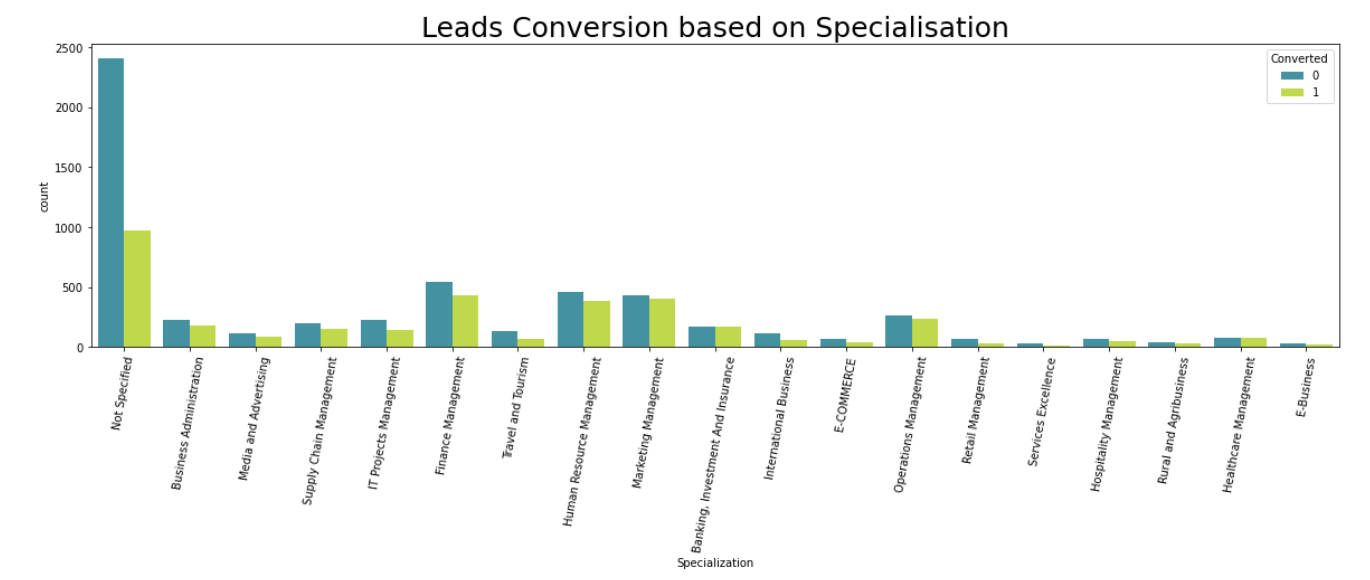 Leads Conversion based on Specialisation
2500
2000
1500
1000
500
0
count
Converted
0
1
Not Specified
Business Administration
Media and Advertising
Supply Chain Management
IT Projects Management
Finance Management
Travel and Tourism
Human Resource Management
Marketing Management
Banking, Investment And Insurance
International Business
E-COMMERCE
Operations Management
Retail Management
Services Excellence
Hospitality Management
Rural and Agribusiness
Healthcare Management
E-Business
Specialization